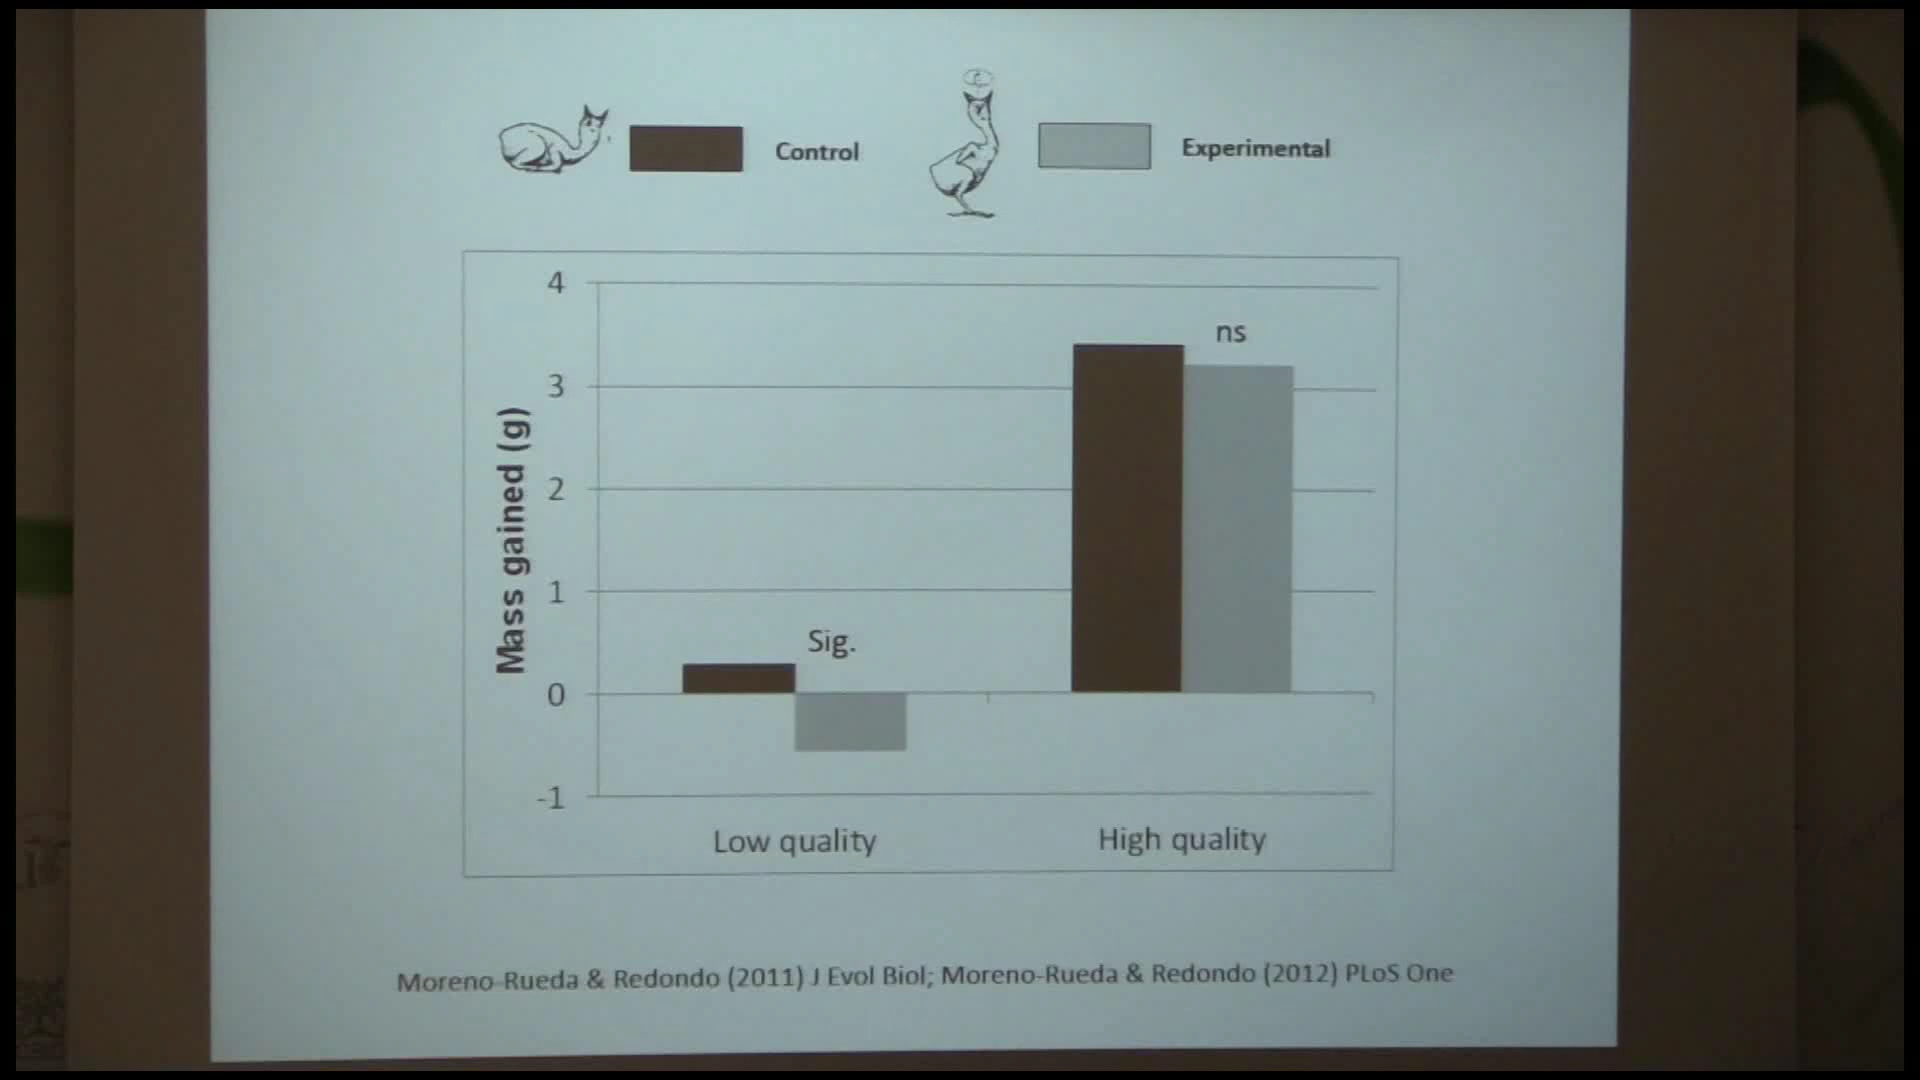 Control
Experimental
Mass gained (g)
4
3
2
1
0
-1
ns
Sig.
Low quality
High quality
Moreno-Rueda & Redondo (2011) J Evol Biol; Moreno-Rueda & Redondo (2012) PLoS One